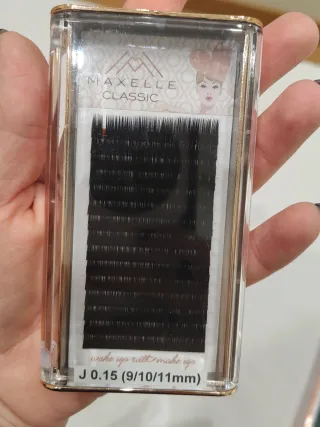 MAXELLE
CLASSIC
wake up with make up
J 0.15 (9/10/11mm)